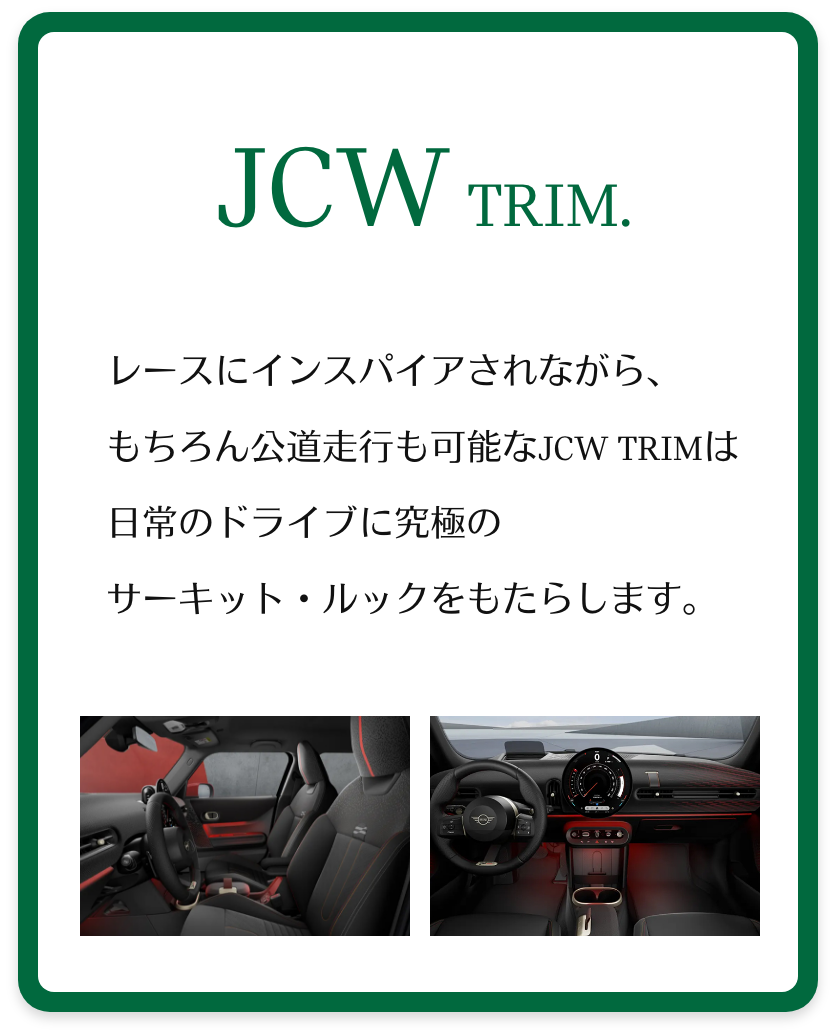 JCW TRIM.
レースにインスパイアされながら、
もちろん公道走行も可能なJCW TRIMは
日常のドライブに究極の
サーキット・ルックをもたらします。